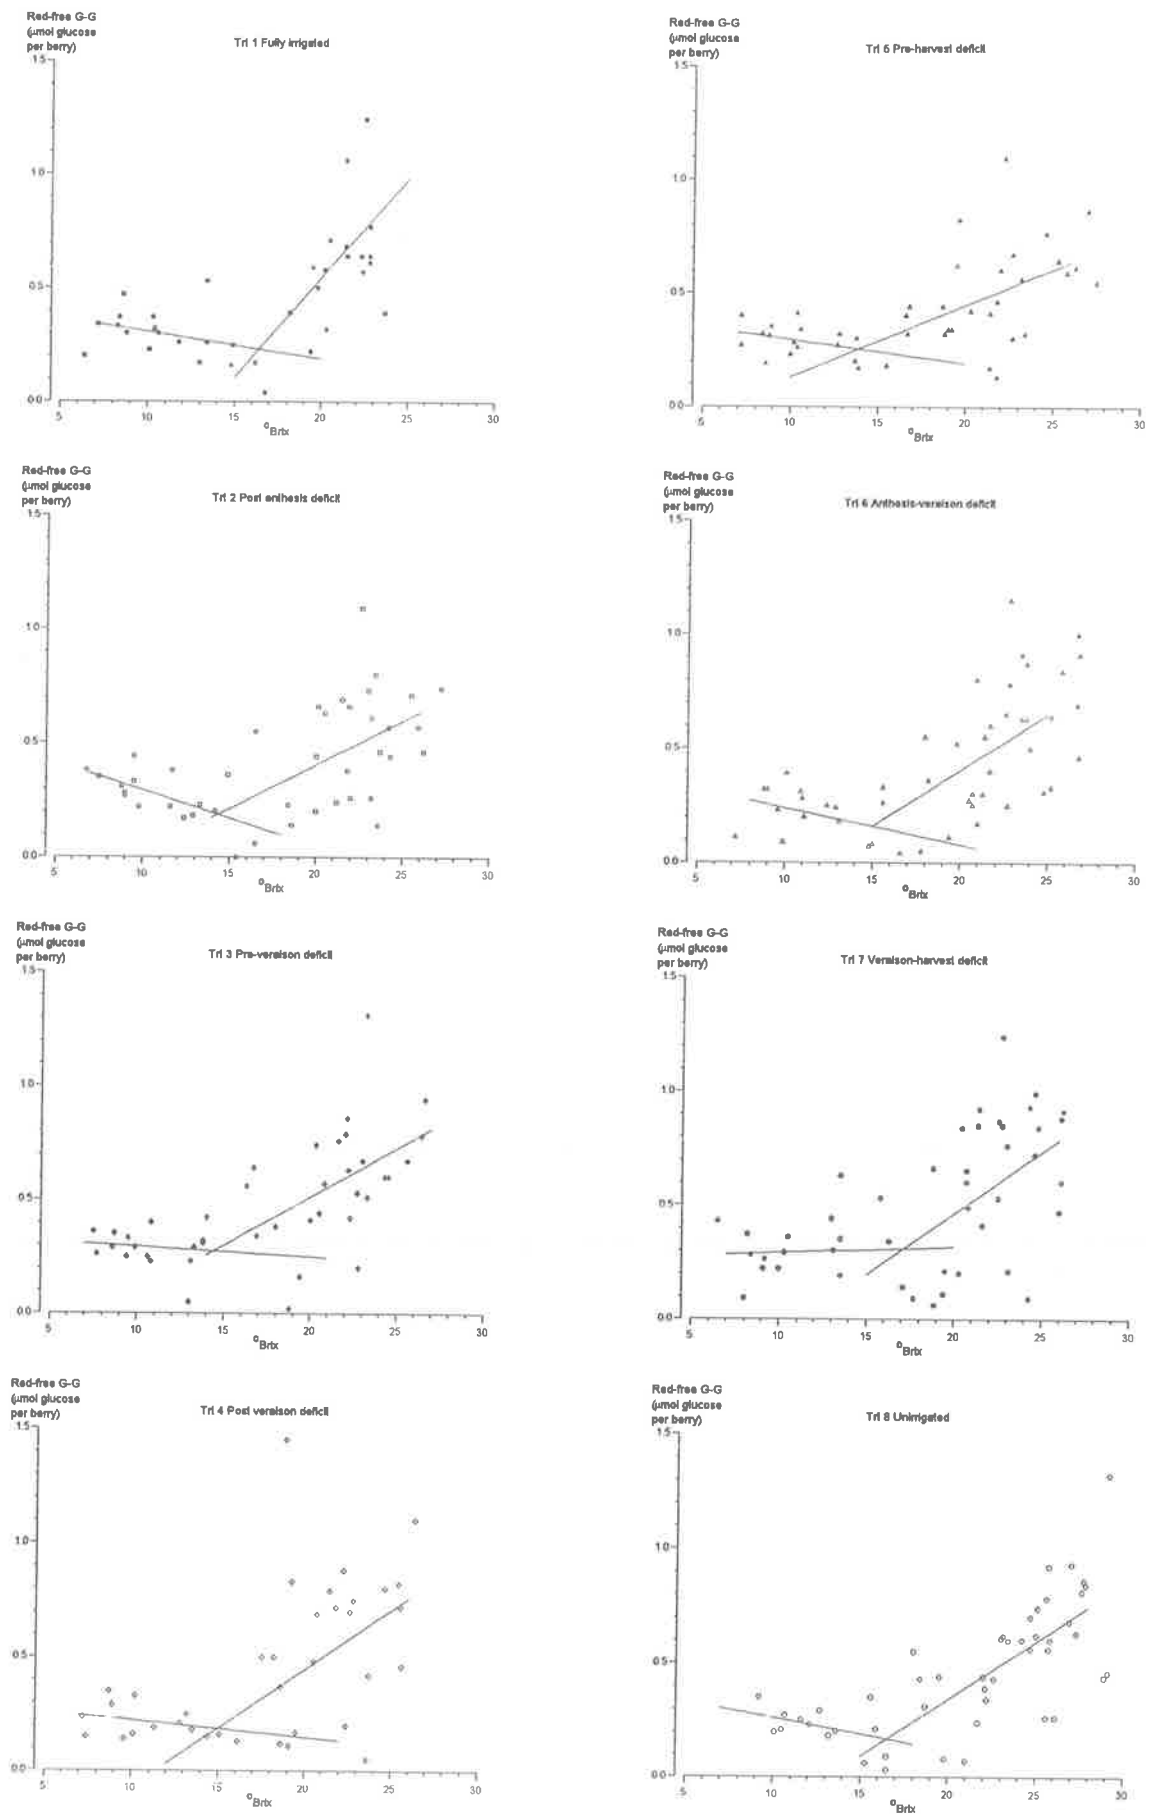 Red-free G-G
(µmol glucose
per berry)
Trt 1 Fully irrigated
1.5
1.0
0.5
0.0
5 10 15 20 25 30
°Brix
Red-free G-G
(µmol glucose
per berry)
Trt 5 Pre-harvest deficit
1.5
1.0
0.5
0.0
5 10 15 20 25 30
°Brix
Red-free G-G
(µmol glucose
per berry)
Trt 2 Post anthesis deficit
1.5
1.0
0.5
0.0
5 10 15 20 25 30
°Brix
Red-free G-G
(µmol glucose
per berry)
Trt 6 Anthesis-veraison deficit
1.5
1.0
0.5
0.0
5 10 15 20 25 30
°Brix
Red-free G-G
(µmol glucose
per berry)
Trt 3 Pre-veraison deficit
1.5
1.0
0.5
0.0
5 10 15 20 25 30
°Brix
Red-free G-G
(µmol glucose
per berry)
Trt 7 Veraison-harvest deficit
1.5
1.0
0.5
0.0
5 10 15 20 25 30
°Brix
Red-free G-G
(µmol glucose
per berry)
Trt 4 Post veraison deficit
1.5
1.0
0.5
0.0
5 10 15 20 25 30
°Brix
Red-free G-G
(µmol glucose
per berry)
Trt 8 Unirrigated
1.5
1.0
0.5
0.0
5 10 15 20 25 30
°Brix